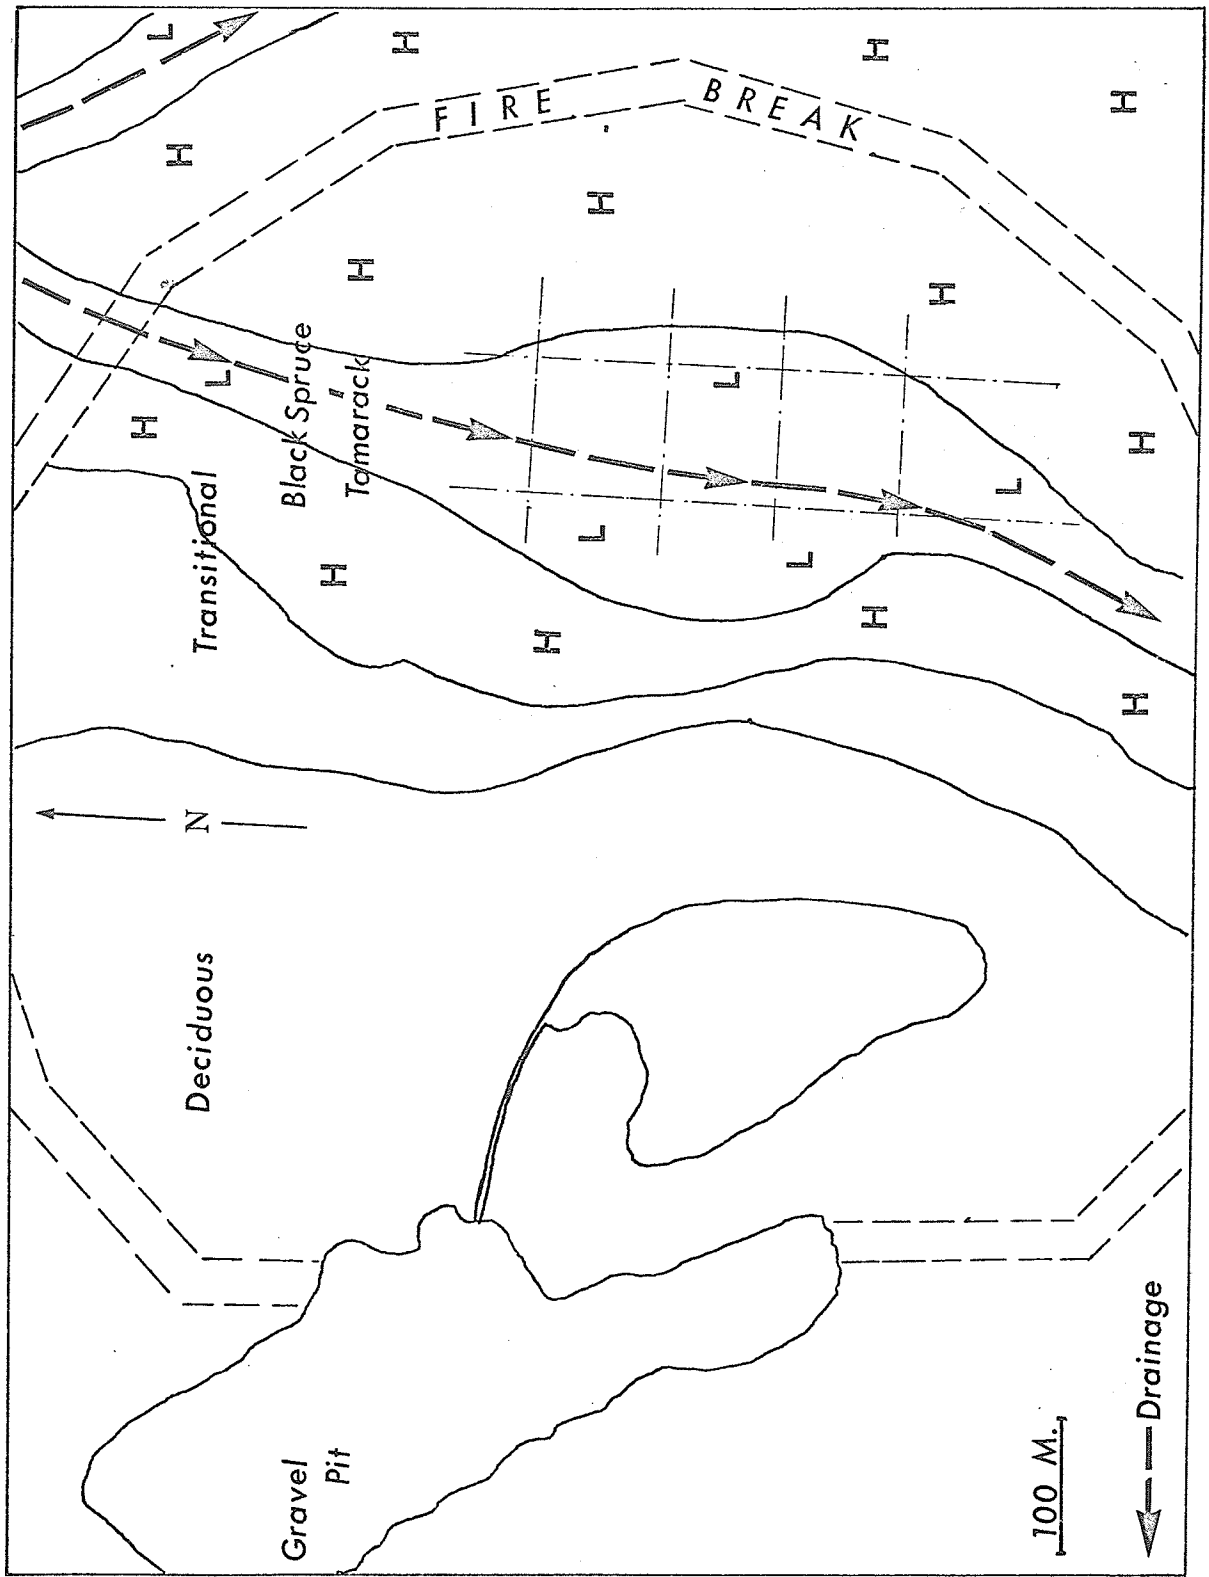 L
H
H
H
FIRE BREAK
H
H
H
H
H
L
Black Spruce
Tamarack
L
H
L
L
L
H
Transitional
H
H
H
H
N
Deciduous
Gravel
Pit
100 M.
Drainage